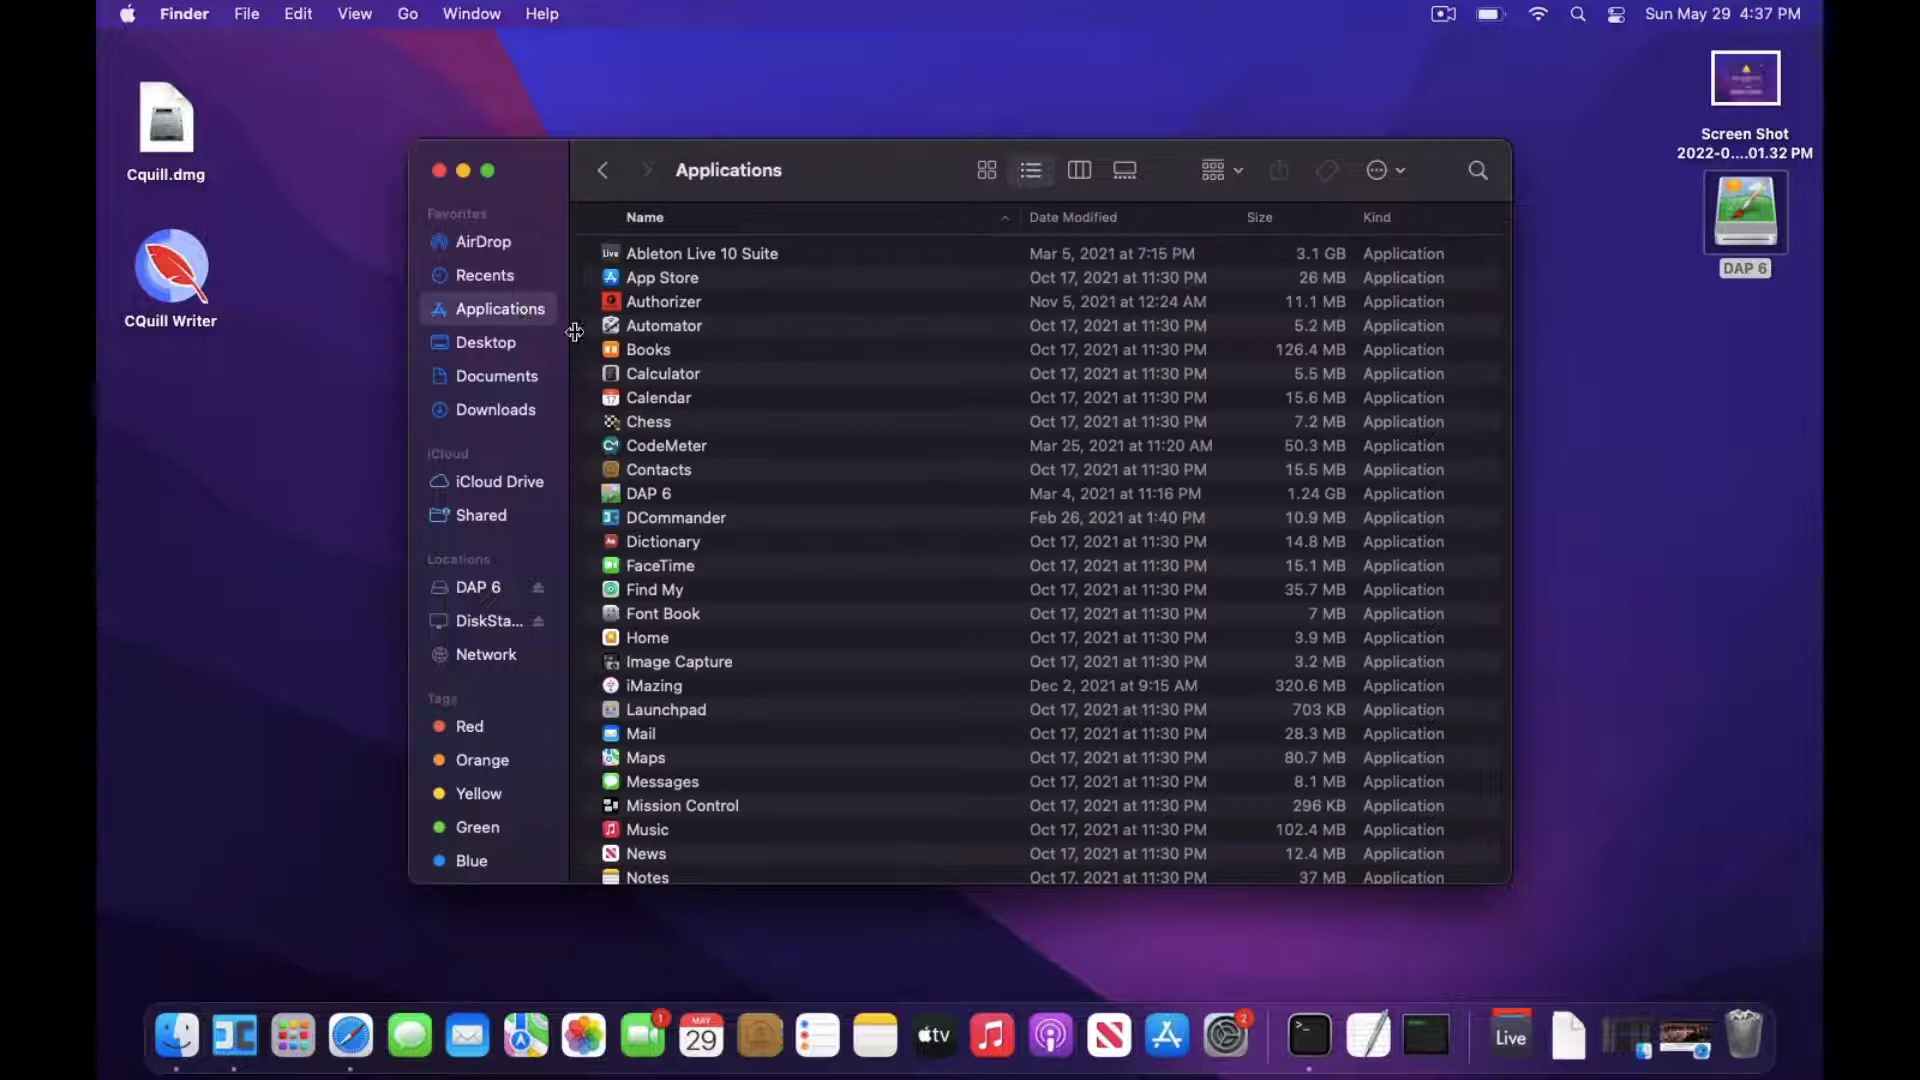 Finder File Edit View Go Window Help Sun May 29 4:37 PM
Cquill.dmg
CQuill Writer
Screen Shot
2022-0....01.32 PM
DAP 6
Applications
Favorites
AirDrop
Recents
Applications
Desktop
Documents
Downloads
iCloud
iCloud Drive
Shared
Locations
DAP 6
DiskSta...
Network
Tags
Red
Orange
Yellow
Green
Blue
Name Date Modified Size Kind
Ableton Live 10 Suite Mar 5, 2021 at 7:15 PM 3.1 GB Application
App Store Oct 17, 2021 at 11:30 PM 26 MB Application
Authorizer Nov 5, 2021 at 12:24 AM 11.1 MB Application
Automator Oct 17, 2021 at 11:30 PM 5.2 MB Application
Books Oct 17, 2021 at 11:30 PM 126.4 MB Application
Calculator Oct 17, 2021 at 11:30 PM 5.5 MB Application
Calendar Oct 17, 2021 at 11:30 PM 15.6 MB Application
Chess Oct 17, 2021 at 11:30 PM 7.2 MB Application
CodeMeter Mar 25, 2021 at 11:20 AM 50.3 MB Application
Contacts Oct 17, 2021 at 11:30 PM 15.5 MB Application
DAP 6 Mar 4, 2021 at 11:16 PM 1.24 GB Application
DCommander Feb 26, 2021 at 1:40 PM 10.9 MB Application
Dictionary Oct 17, 2021 at 11:30 PM 14.8 MB Application
FaceTime Oct 17, 2021 at 11:30 PM 15.1 MB Application
Find My Oct 17, 2021 at 11:30 PM 35.7 MB Application
Font Book Oct 17, 2021 at 11:30 PM 7 MB Application
Home Oct 17, 2021 at 11:30 PM 3.9 MB Application
Image Capture Oct 17, 2021 at 11:30 PM 3.2 MB Application
iMazing Dec 2, 2021 at 9:15 AM 320.6 MB Application
Launchpad Oct 17, 2021 at 11:30 PM 703 KB Application
Mail Oct 17, 2021 at 11:30 PM 28.3 MB Application
Maps Oct 17, 2021 at 11:30 PM 80.7 MB Application
Messages Oct 17, 2021 at 11:30 PM 8.1 MB Application
Mission Control Oct 17, 2021 at 11:30 PM 296 KB Application
Music Oct 17, 2021 at 11:30 PM 102.4 MB Application
News Oct 17, 2021 at 11:30 PM 12.4 MB Application
Notes Oct 17, 2021 at 11:30 PM 37 MB Application
1
MAY
29
tv
2
Live